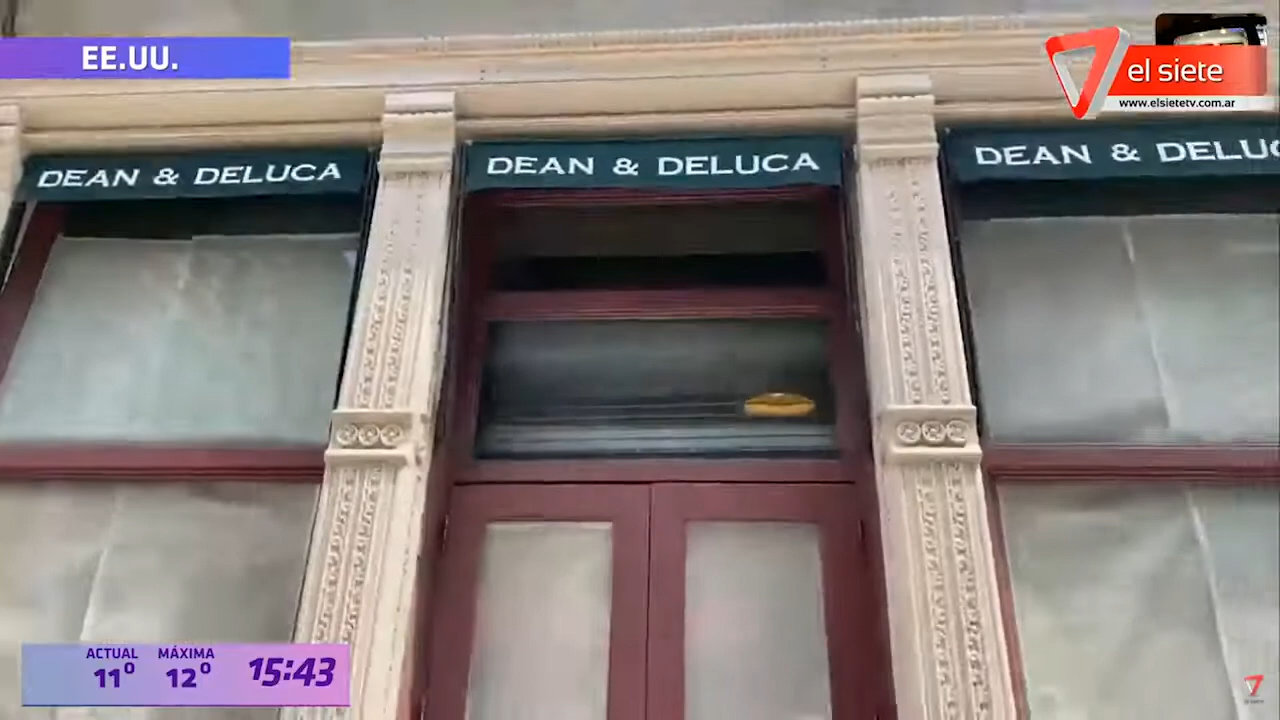 EE.UU.
el siete
www.elsietetv.com.ar
DEAN & DELUCA
DEAN & DELUCA
DEAN & DELUC
ACTUAL MÁXIMA
11° 12° 15:43